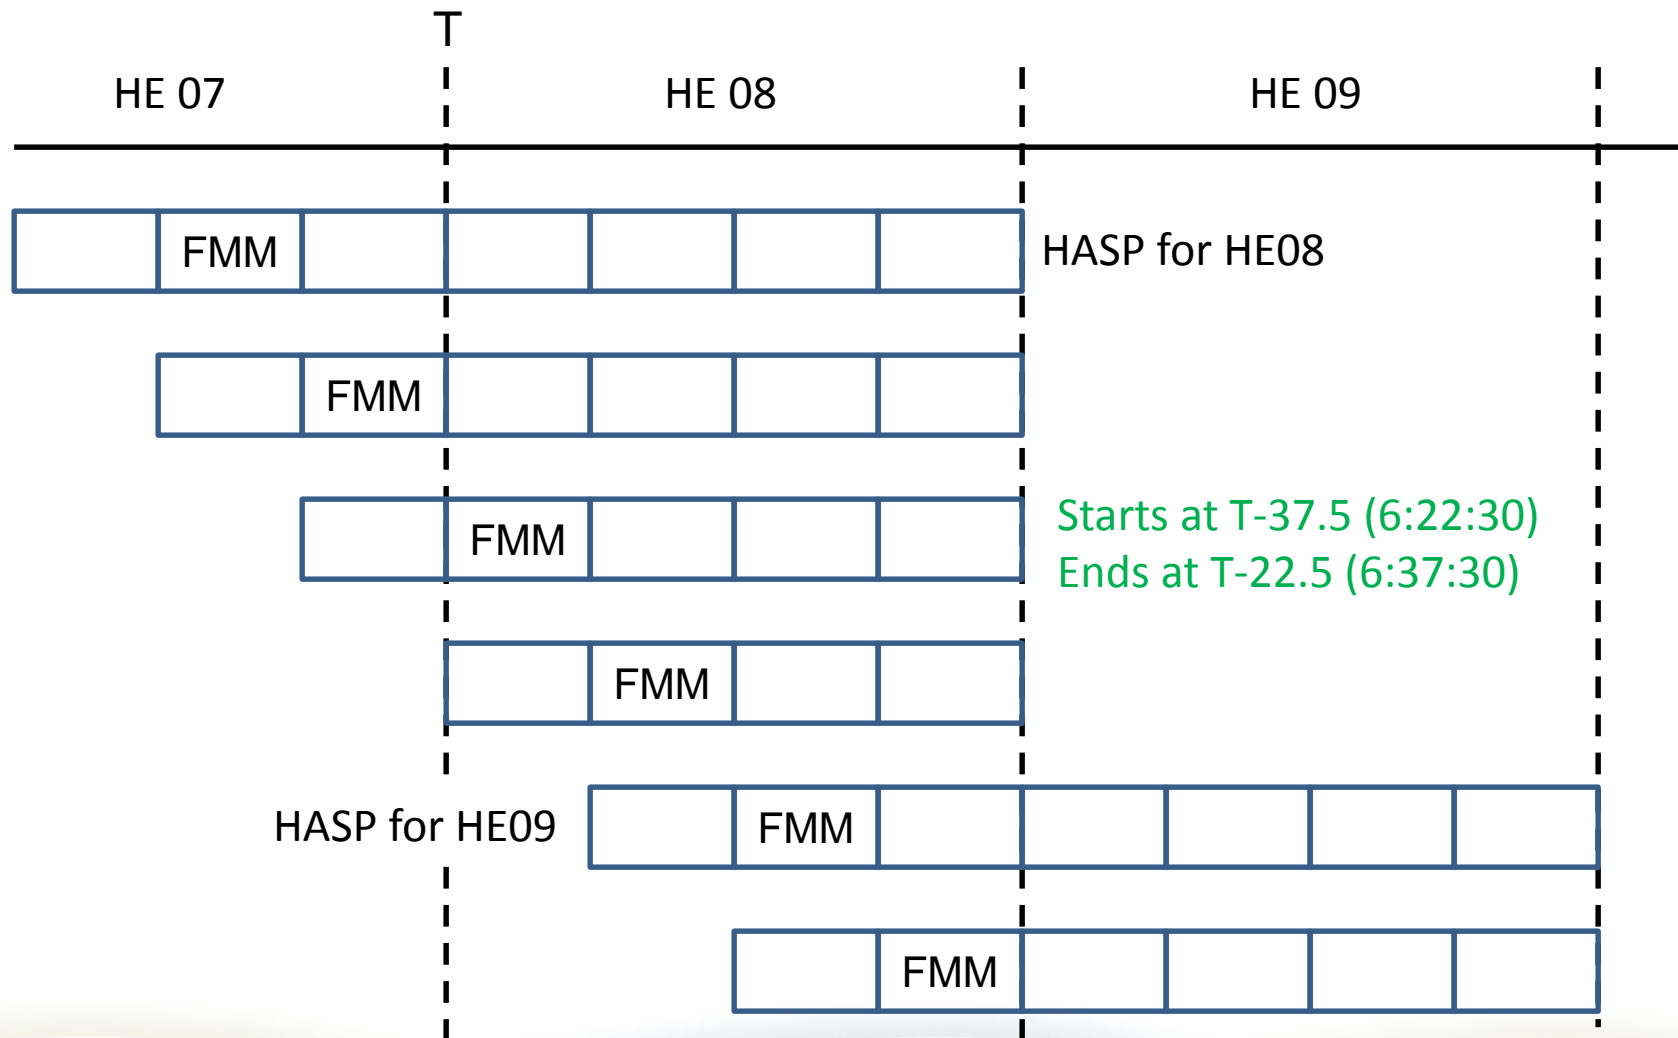 T
HE 07
HE 08
HE 09
FMM
HASP for HE08
FMM
FMM
Starts at T-37.5 (6:22:30)
Ends at T-22.5 (6:37:30)
FMM
HASP for HE09
FMM
FMM